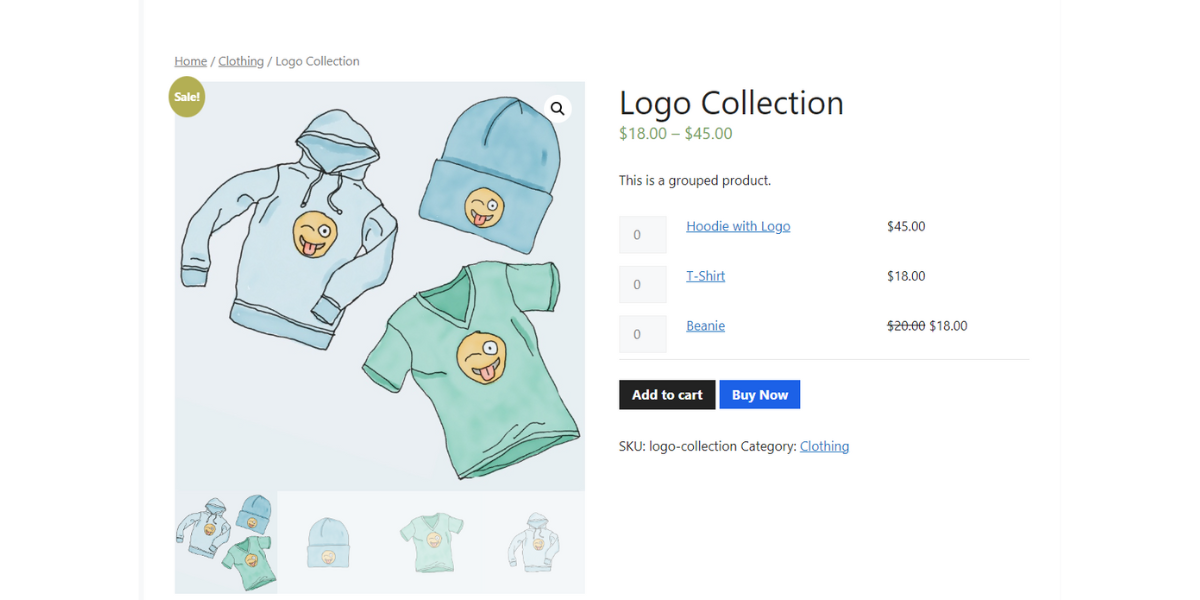 Home / Clothing / Logo Collection
Sale!
Logo Collection
$18.00 – $45.00
This is a grouped product.
0 Hoodie with Logo $45.00
0 T-Shirt $18.00
0 Beanie $20.00 $18.00
Add to cart Buy Now
SKU: logo-collection Category: Clothing